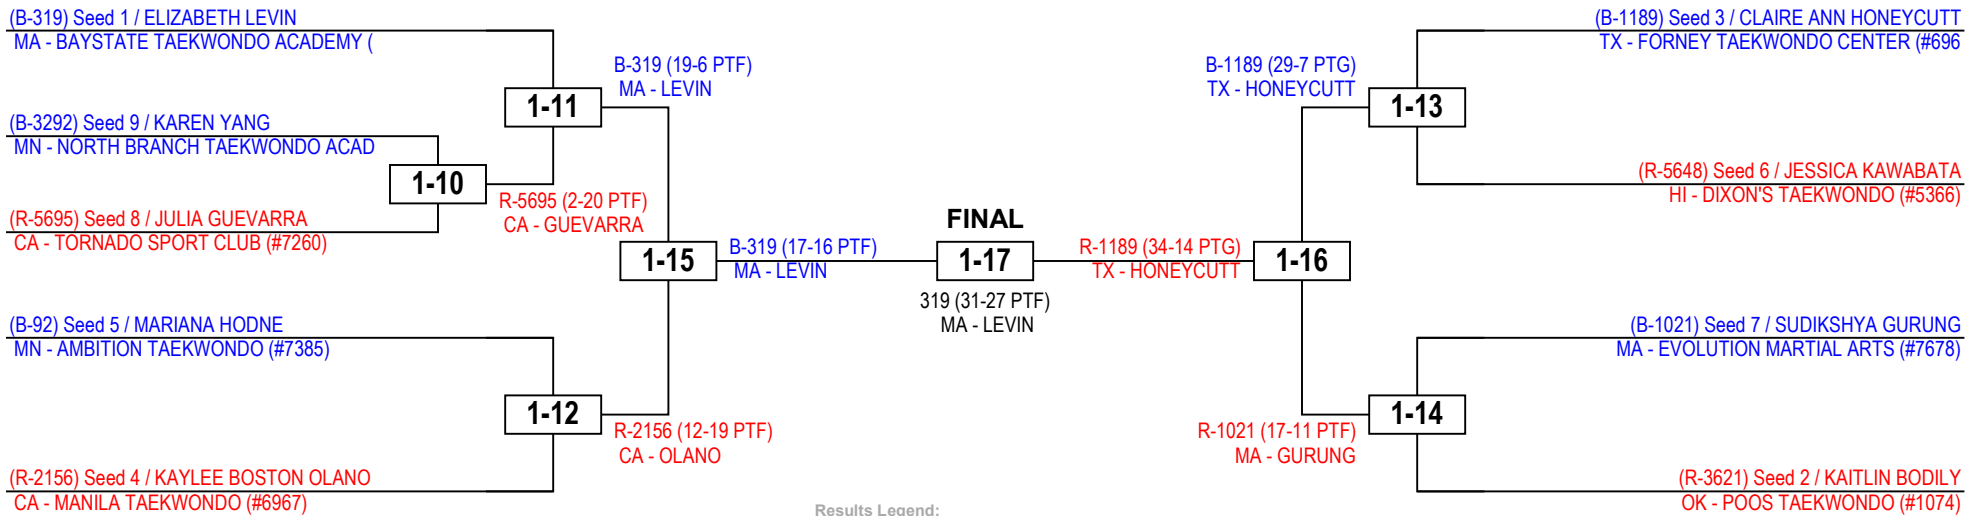 (B-319) Seed 1 / ELIZABETH LEVIN
MA - BAYSTATE TAEKWONDO ACADEMY (
(B-3292) Seed 9 / KAREN YANG
MN - NORTH BRANCH TAEKWONDO ACAD
(R-5695) Seed 8 / JULIA GUEVARRA
CA - TORNADO SPORT CLUB (#7260)
(B-92) Seed 5 / MARIANA HODNE
MN - AMBITION TAEKWONDO (#7385)
(R-2156) Seed 4 / KAYLEE BOSTON OLANO
CA - MANILA TAEKWONDO (#6967)
1-10
R-5695 (2-20 PTF)
CA - GUEVARRA
1-11
B-319 (19-6 PTF)
MA - LEVIN
1-12
R-2156 (12-19 PTF)
CA - OLANO
1-15
B-319 (17-16 PTF)
MA - LEVIN
FINAL
1-17
319 (31-27 PTF)
MA - LEVIN
R-1189 (34-14 PTG)
TX - HONEYCUTT
1-16
B-1189 (29-7 PTG)
TX - HONEYCUTT
1-13
R-1021 (17-11 PTF)
MA - GURUNG
1-14
(B-1189) Seed 3 / CLAIRE ANN HONEYCUTT
TX - FORNEY TAEKWONDO CENTER (#696
(R-5648) Seed 6 / JESSICA KAWABATA
HI - DIXON'S TAEKWONDO (#5366)
(B-1021) Seed 7 / SUDIKSHYA GURUNG
MA - EVOLUTION MARTIAL ARTS (#7678)
(R-3621) Seed 2 / KAITLIN BODILY
OK - POOS TAEKWONDO (#1074)
Results Legend: